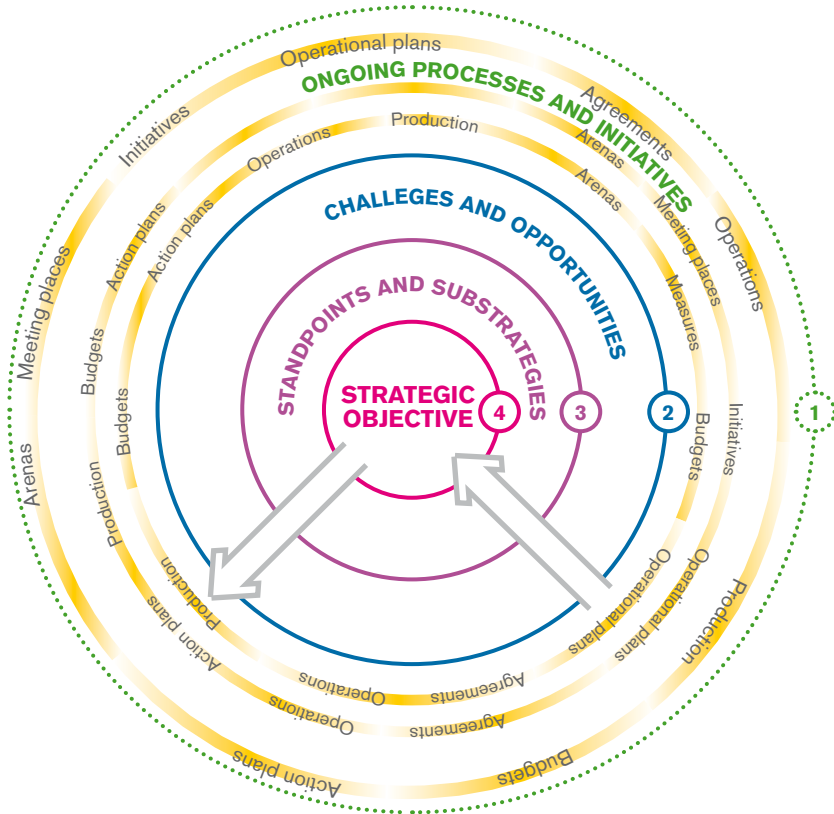 ONGOING PROCESSES AND INITIATIVES
CHALLEGES AND OPPORTUNITIES
STANDPOINTS AND SUBSTRATEGIES
STRATEGIC
OBJECTIVE
4
3
2
1
Operational plans
Agreements
Operations
Production
Budgets
Action plans
Arenas
Meeting places
Initiatives
Arenas
Meeting places
Initiatives
Operational plans
Agreements
Operations
Action plans
Production
Budgets
Action plans
Production
Arenas
Measures
Budgets
Operational plans
Agreements
Operations
Production
Budgets
Action plans
Operations